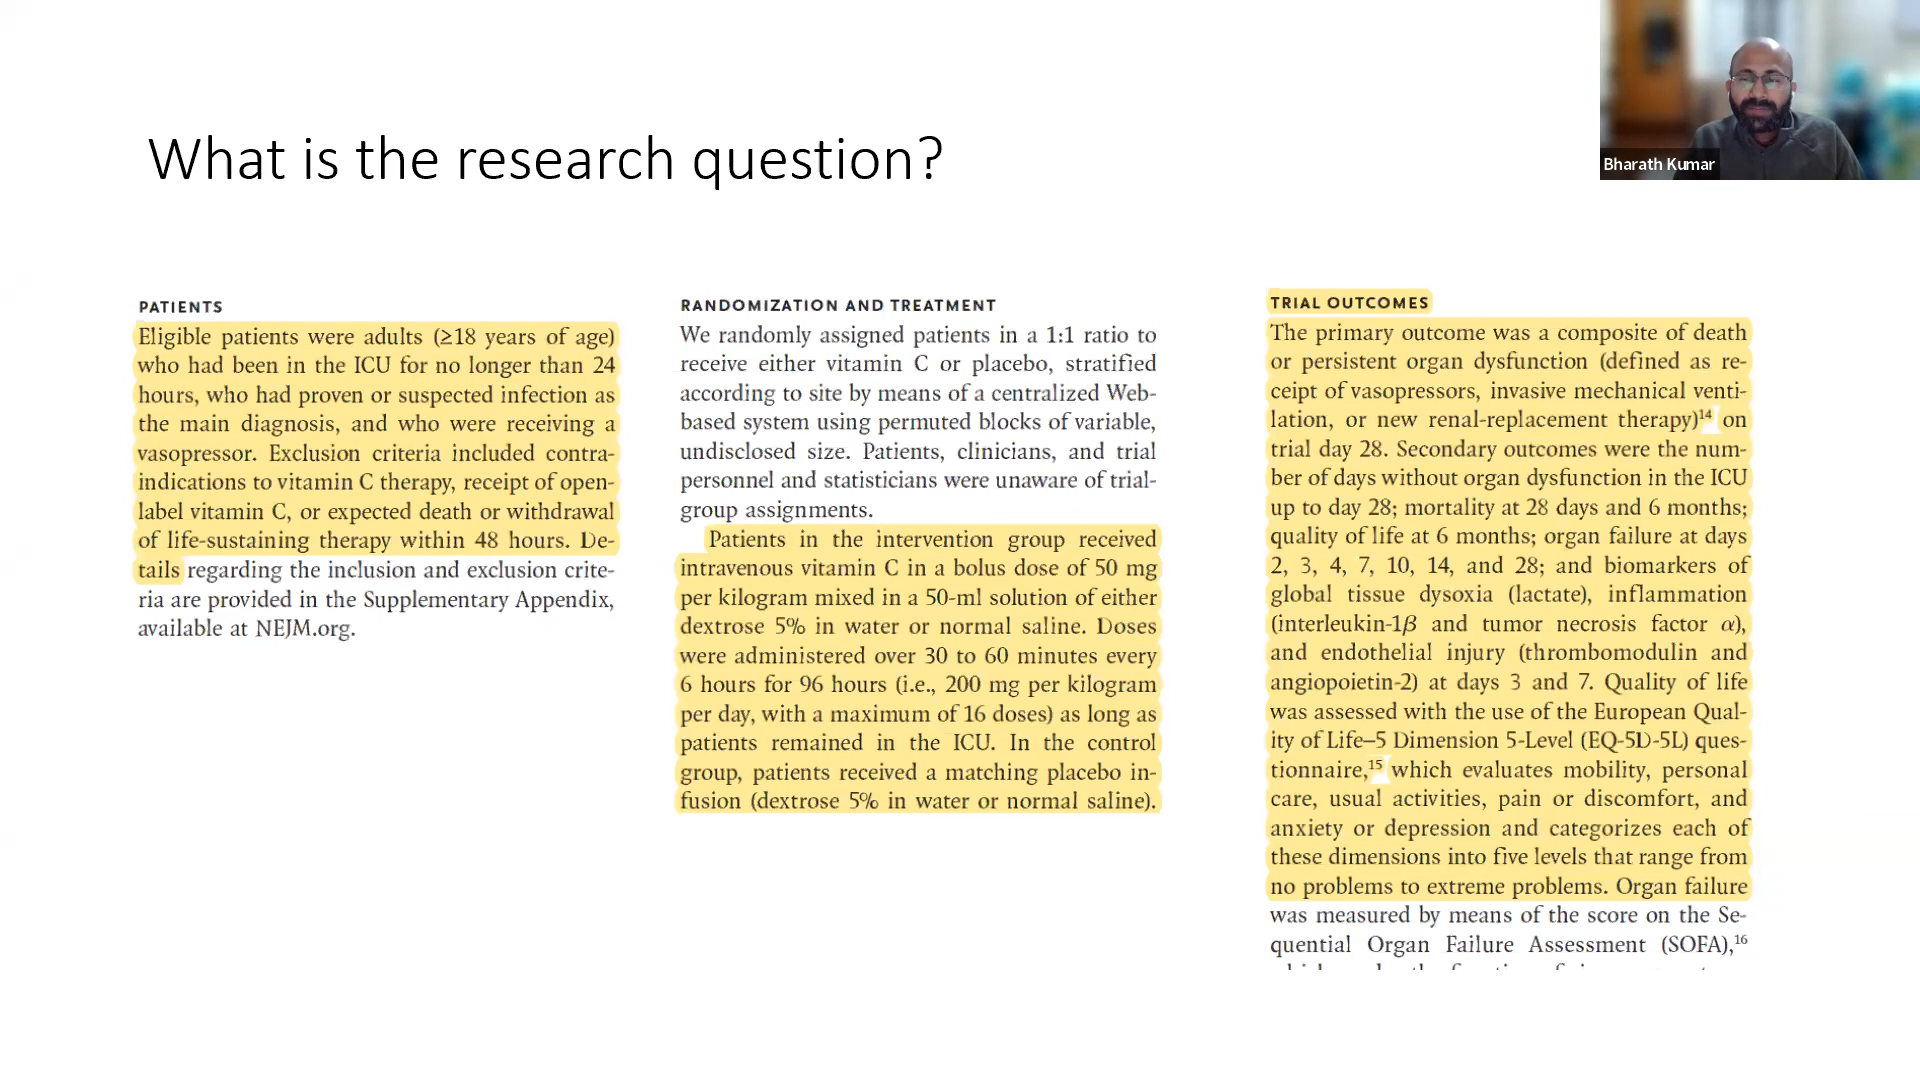 What is the research question?
Bharath Kumar
PATIENTS
Eligible patients were adults (≥18 years of age)
who had been in the ICU for no longer than 24
hours, who had proven or suspected infection as
the main diagnosis, and who were receiving a
vasopressor. Exclusion criteria included contra-
indications to vitamin C therapy, receipt of open-
label vitamin C, or expected death or withdrawal
of life-sustaining therapy within 48 hours. De-
tails regarding the inclusion and exclusion crite-
ria are provided in the Supplementary Appendix,
available at NEJM.org.
RANDOMIZATION AND TREATMENT
We randomly assigned patients in a 1:1 ratio to
receive either vitamin C or placebo, stratified
according to site by means of a centralized Web-
based system using permuted blocks of variable,
undisclosed size. Patients, clinicians, and trial
personnel and statisticians were unaware of trial-
group assignments.
Patients in the intervention group received
intravenous vitamin C in a bolus dose of 50 mg
per kilogram mixed in a 50-ml solution of either
dextrose 5% in water or normal saline. Doses
were administered over 30 to 60 minutes every
6 hours for 96 hours (i.e., 200 mg per kilogram
per day, with a maximum of 16 doses) as long as
patients remained in the ICU. In the control
group, patients received a matching placebo in-
fusion (dextrose 5% in water or normal saline).
TRIAL OUTCOMES
The primary outcome was a composite of death
or persistent organ dysfunction (defined as re-
ceipt of vasopressors, invasive mechanical venti-
lation, or new renal-replacement therapy)14 on
trial day 28. Secondary outcomes were the num-
ber of days without organ dysfunction in the ICU
up to day 28; mortality at 28 days and 6 months;
quality of life at 6 months; organ failure at days
2, 3, 4, 7, 10, 14, and 28; and biomarkers of
global tissue dysoxia (lactate), inflammation
(interleukin-1β and tumor necrosis factor α),
and endothelial injury (thrombomodulin and
angiopoietin-2) at days 3 and 7. Quality of life
was assessed with the use of the European Qual-
ity of Life–5 Dimension 5-Level (EQ-5D-5L) ques-
tionnaire,15 which evaluates mobility, personal
care, usual activities, pain or discomfort, and
anxiety or depression and categorizes each of
these dimensions into five levels that range from
no problems to extreme problems. Organ failure
was measured by means of the score on the Se-
quential Organ Failure Assessment (SOFA),16